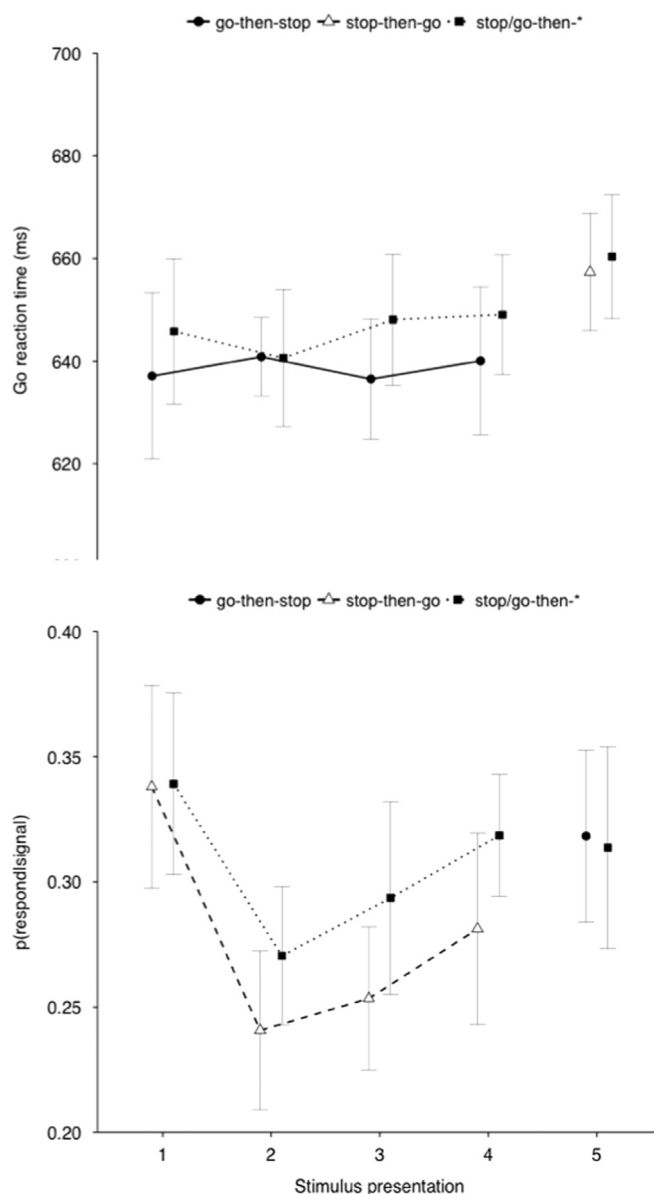 go-then-stop stop-then-go stop/go-then-*
700
680
660
640
620
Go reaction time (ms)
go-then-stop stop-then-go stop/go-then-*
0.40
0.35
0.30
0.25
0.20
p(respond|signal)
1 2 3 4 5
Stimulus presentation